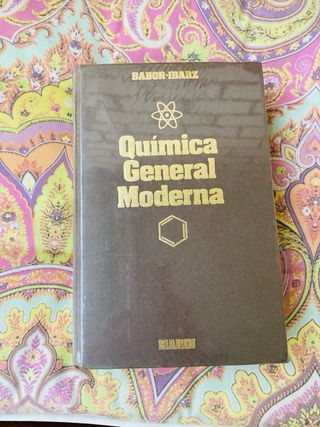 BABOR-IBARZ
Química
General
Moderna